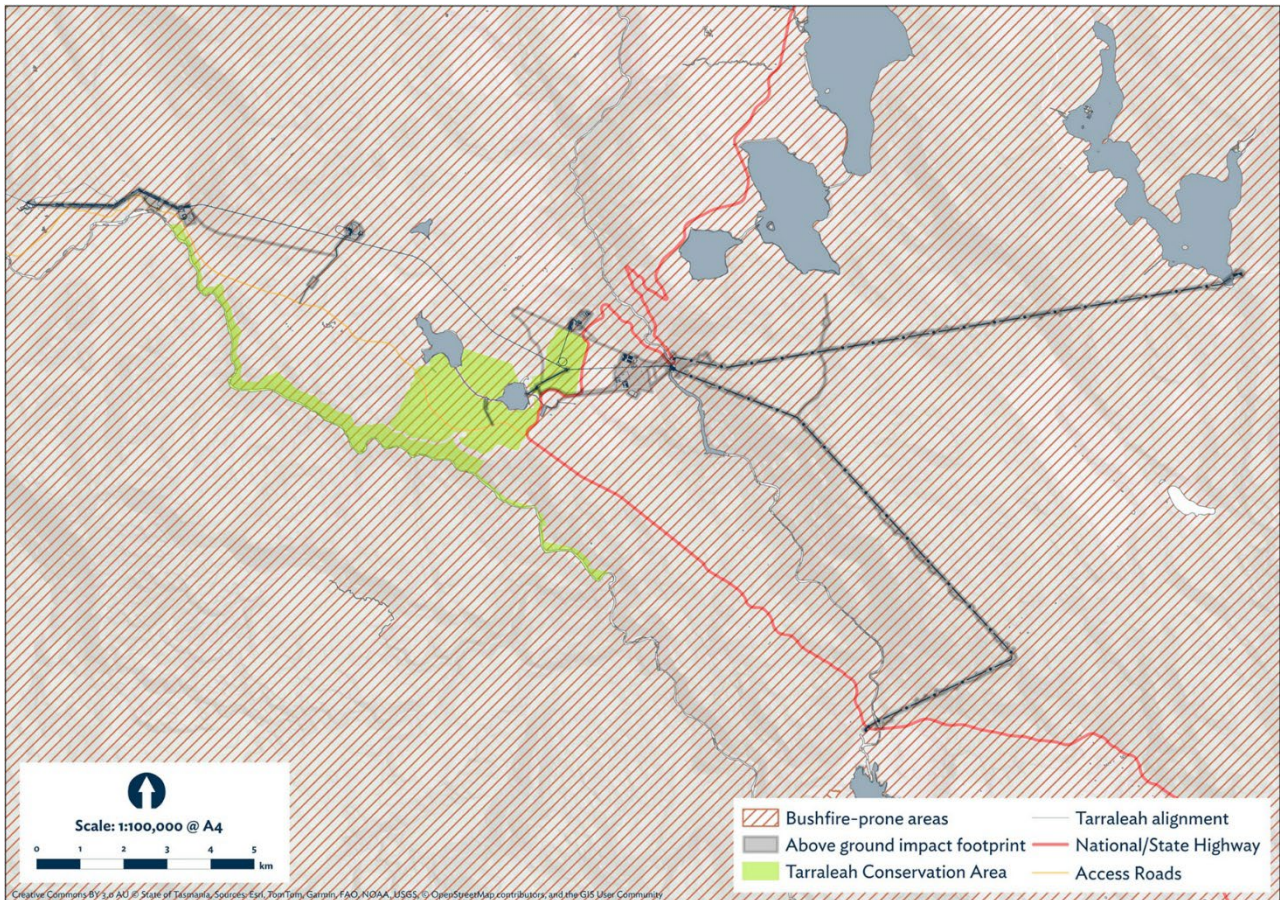 Scale: 1:100,000 @ A4
0 1 2 3 4 5
km
Bushfire-prone areas
Above ground impact footprint
Tarraleah Conservation Area
Tarraleah alignment
National/State Highway
Access Roads
Creative Commons BY 3.0 AU © State of Tasmania, Sources: Esri, TomTom, Garmin, FAO, NOAA, USGS, © OpenStreetMap contributors, and the GIS User Community